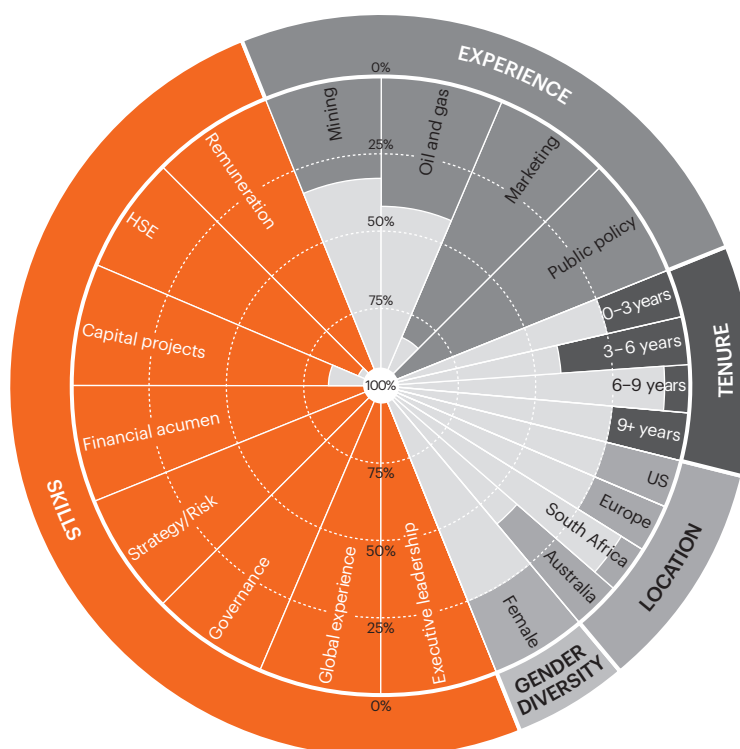 EXPERIENCE
0%
Mining
Oil and gas
25%
Marketing
Public policy
50%
75%
100%
TENURE
0–3 years
3–6 years
6–9 years
9+ years
LOCATION
US
Europe
South Africa
Australia
GENDER
DIVERSITY
Female
SKILLS
Remuneration
HSE
Capital projects
Financial acumen
Strategy/Risk
Governance
Global experience
Executive leadership
75%
50%
25%
0%